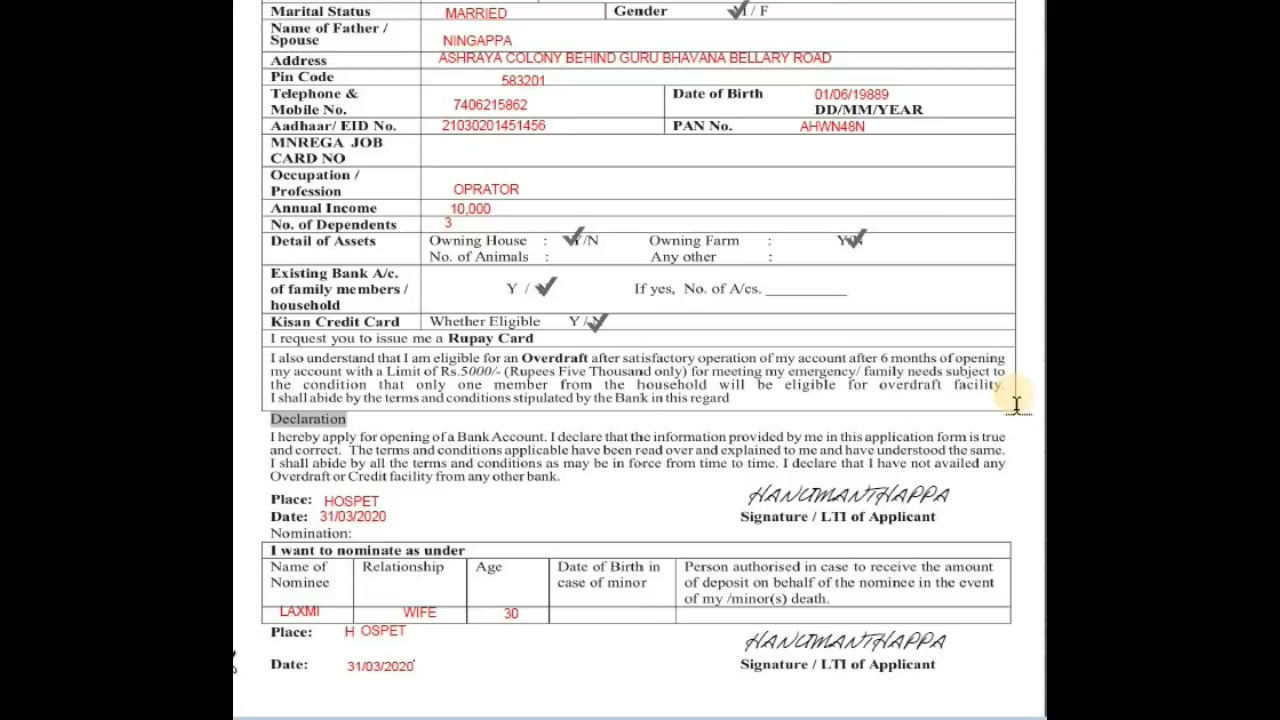 Marital Status MARRIED Gender M / F
Name of Father / Spouse NINGAPPA
Address ASHRAYA COLONY BEHIND GURU BHAVANA BELLARY ROAD
Pin Code 583201
Telephone & Mobile No. 7406215862 Date of Birth 01/06/19889 DD/MM/YEAR
Aadhaar/ EID No. 21030201451456 PAN No. AHWN48N
MNREGA JOB CARD NO
Occupation / Profession OPRATOR
Annual Income 10,000
No. of Dependents 3
Detail of Assets Owning House : Y/N Owning Farm : Y/N
No. of Animals : Any other :
Existing Bank A/c. of family members / household Y / If yes, No. of A/cs. __________
Kisan Credit Card Whether Eligible Y / N
I request you to issue me a Rupay Card
I also understand that I am eligible for an Overdraft after satisfactory operation of my account after 6 months of opening
my account with a Limit of Rs.5000/- (Rupees Five Thousand only) for meeting my emergency/ family needs subject to
the condition that only one member from the household will be eligible for overdraft facility.
I shall abide by the terms and conditions stipulated by the Bank in this regard
Declaration
I hereby apply for opening of a Bank Account. I declare that the information provided by me in this application form is true
and correct. The terms and conditions applicable have been read over and explained to me and have understood the same.
I shall abide by all the terms and conditions as may be in force from time to time. I declare that I have not availed any
Overdraft or Credit facility from any other bank.
HANUMANTHAPPA
Place: HOSPET
Date: 31/03/2020 Signature / LTI of Applicant
Nomination:
I want to nominate as under
Name of Nominee Relationship Age Date of Birth in case of minor Person authorised in case to receive the amount of deposit on behalf of the nominee in the event of my /minor(s) death.
LAXMI WIFE 30
Place: H OSPET
HANUMANTHAPPA
Date: 31/03/2020 Signature / LTI of Applicant